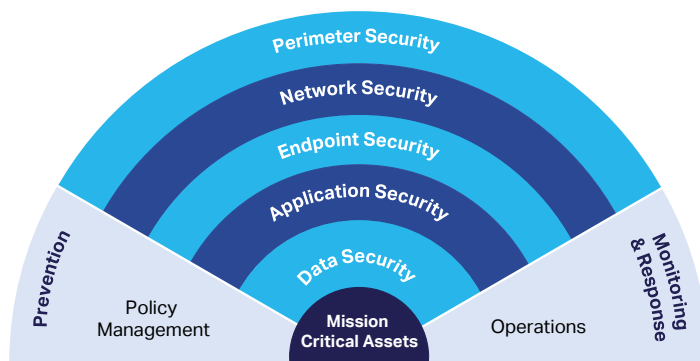 Perimeter Security
Network Security
Endpoint Security
Application Security
Data Security
Prevention
Policy
Management
Mission
Critical Assets
Operations
Monitoring
& Response